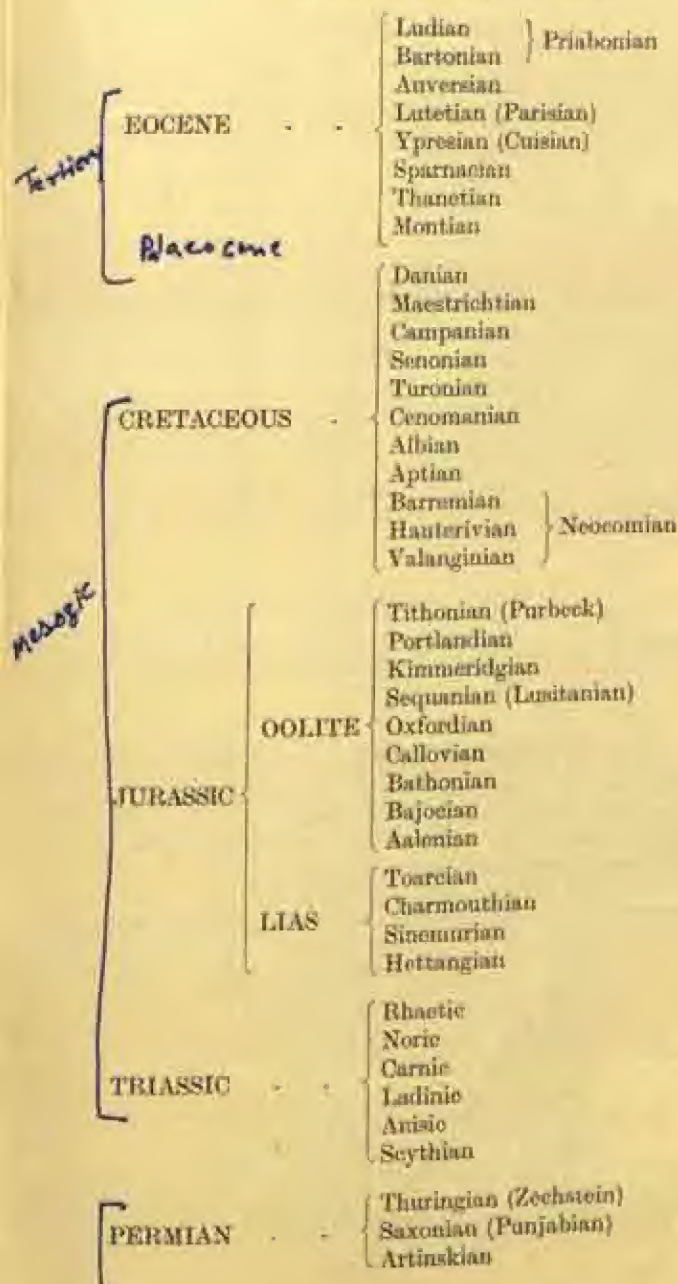 Ludian
Bartonian
Priabonian
Auversian
EOCENE - - Lutetian (Parisian)
Ypresian (Cuisian)
Tertiary
Sparnacian
Thanetian
Palaeocene
Montian
Danian
Maestrichtian
Campanian
Senonian
Turonian
CRETACEOUS - Cenomanian
Albian
Aptian
Barremian
Hauterivian Neocomian
Valanginian
Mesozoic
Tithonian (Purbeck)
Portlandian
Kimmeridgian
Sequanian (Lusitanian)
OOLITE Oxfordian
Callovian
JURASSIC
Bathonian
Bajocian
Aalenian
Toarcian
Charmouthian
LIAS
Sinemurian
Hettangian
Rhaetic
Noric
Carnic
TRIASSIC - - Ladinic
Anisic
Scythian
Thuringian (Zechstein)
PERMIAN - - Saxonian (Punjabian)
Artinskian